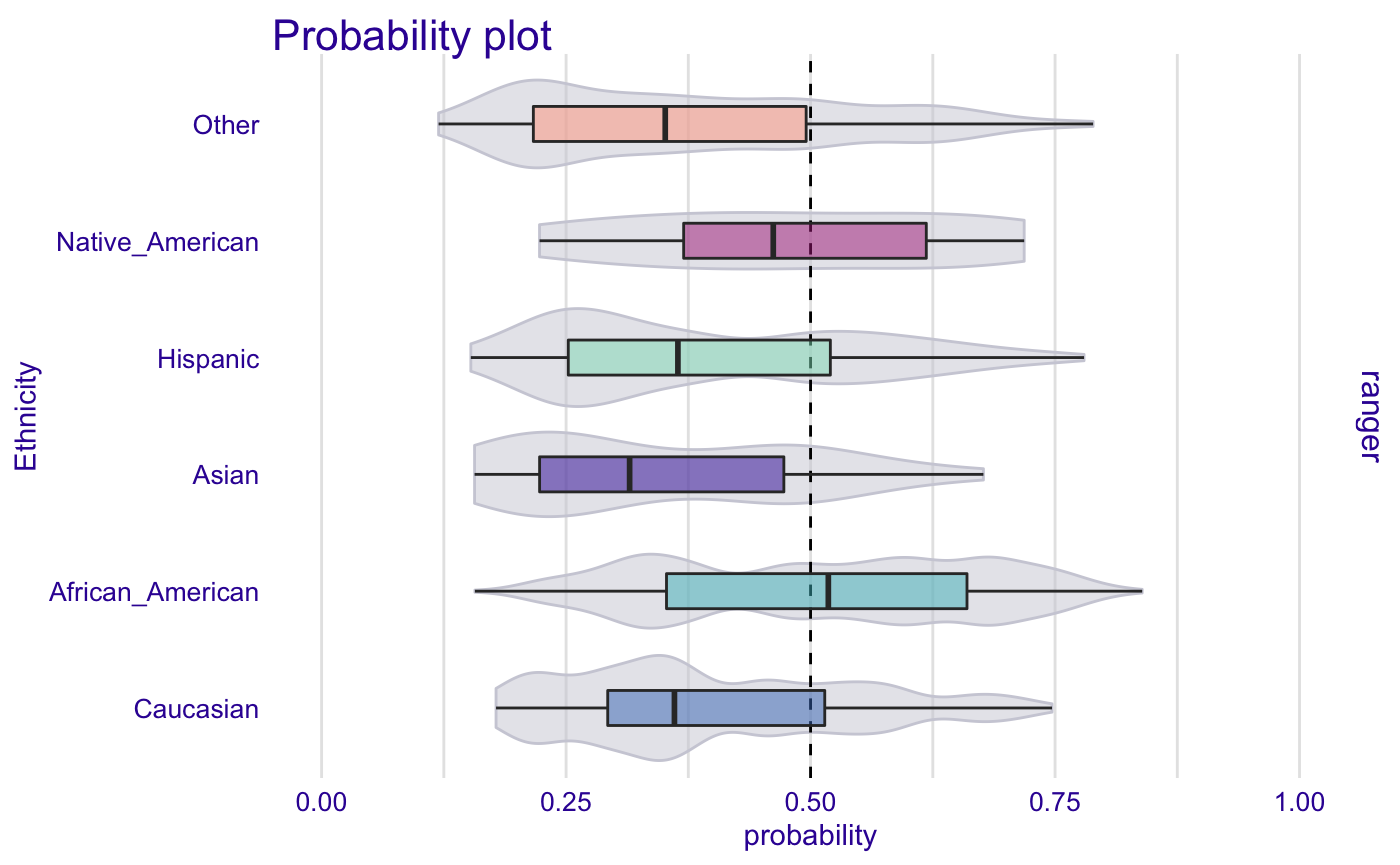 Probability plot
Other
Native_American
Hispanic
Asian
African_American
Caucasian
Ethnicity
ranger
0.00 0.25 0.50 0.75 1.00
probability